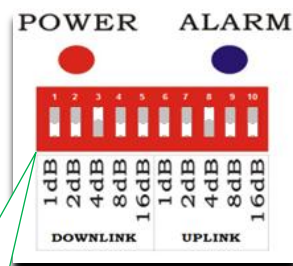 POWER ALARM
1 2 3 4 5 6 7 8 9 10
1dB 2dB 4dB 8dB 16dB 1dB 2dB 4dB 8dB 16dB
DOWNLINK UPLINK